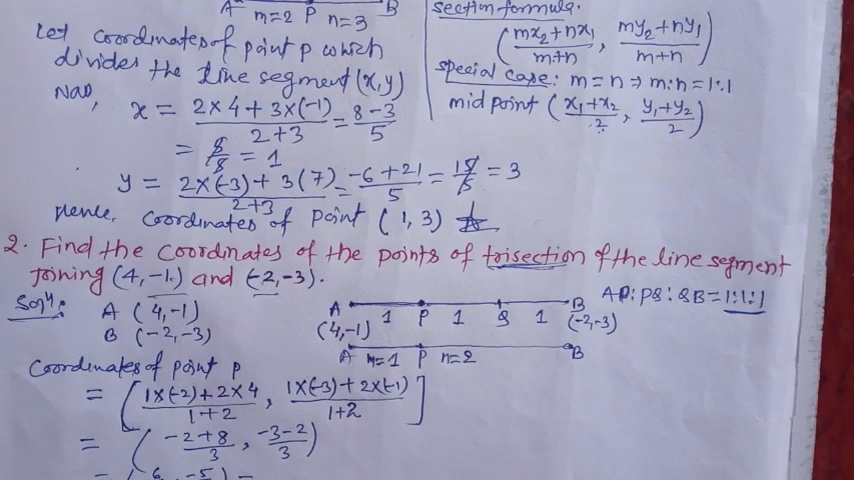 A m=2 P n=3 B
section formula.
(mx₂+nx₁/m+n, my₂+ny₁/m+n)
special case: m=n ⇒ m:n=1:1
mid point (x₁+x₂/2, y₁+y₂/2)
Let coordinates of point p which
divides the line segment (x,y)
Now,
x = 2×4+3×(-1)/2+3 = 8-3/5
= 5/5 = 1
y = 2×(-3)+3(7)/2+3 = -6+21/5 = 15/5 = 3
Hence, coordinates of point (1,3)
2. Find the coordinates of the points of trisection of the line segment
joining (4,-1) and (-2,-3).
Soln: A (4,-1)
B (-2,-3)
A 1 P 1 Q 1 B
(4,-1) (-2,-3)
AP:PQ:QB=1:1:1
A m=1 P n=2 B
Coordinates of point p
= [1×(-2)+2×4/1+2, 1×(-3)+2×(-1)/1+2]
= (-2+8/3, -3-2/3)
= (6, -5) =